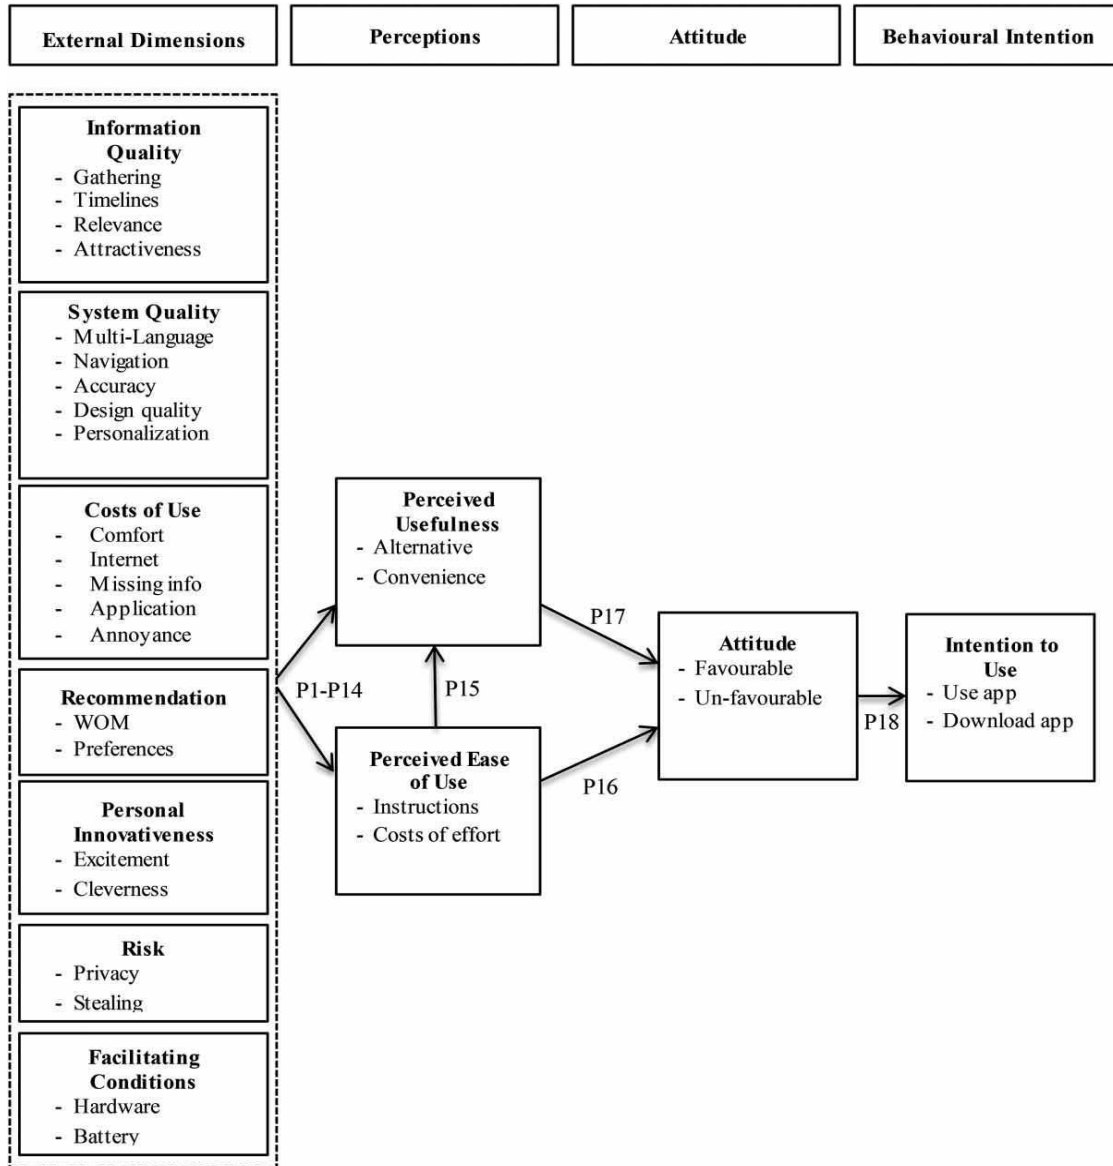 External Dimensions
Perceptions
Attitude
Behavioural Intention
Information
Quality
- Gathering
- Timelines
- Relevance
- Attractiveness
System Quality
- Multi-Language
- Navigation
- Accuracy
- Design quality
- Personalization
Costs of Use
- Comfort
- Internet
- Missing info
- Application
- Annoyance
Recommendation
- WOM
- Preferences
Personal
Innovativeness
- Excitement
- Cleverness
Risk
- Privacy
- Stealing
Facilitating
Conditions
- Hardware
- Battery
P1-P14
Perceived
Usefulness
- Alternative
- Convenience
P15
Perceived Ease
of Use
- Instructions
- Costs of effort
P17
P16
Attitude
- Favourable
- Un-favourable
P18
Intention to
Use
- Use app
- Download app